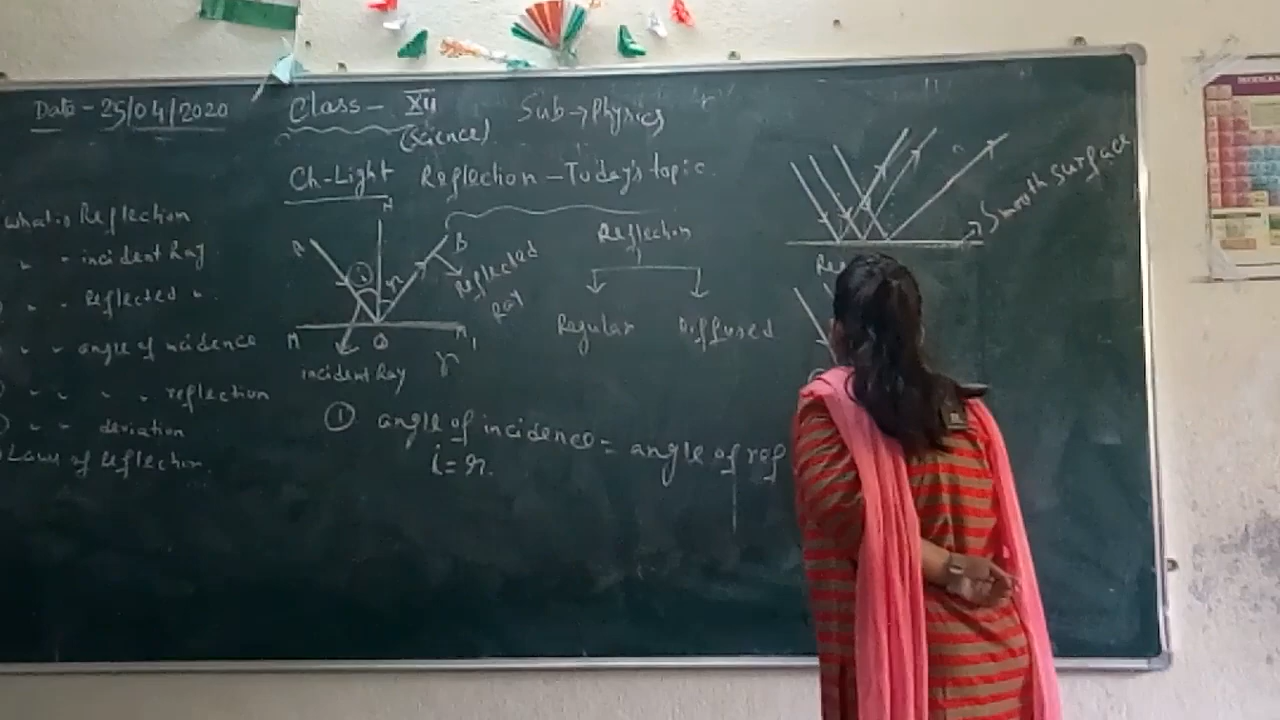 Date - 25/04/2020
Class - XII
(Science)
Sub → Physics
Ch-Light Reflection - Today's topic.
what is Reflection
" - incident Ray
" " Reflected "
" " angle of incidence
" " " reflection
" " deviation
Laws of Reflection.
A
N
B
i
r
Reflected
Ray
M
O
M1
r
incident Ray
Reflection
Regular
Diffused
Smooth surface
Re
① angle of incidence = angle of ref
i = r.